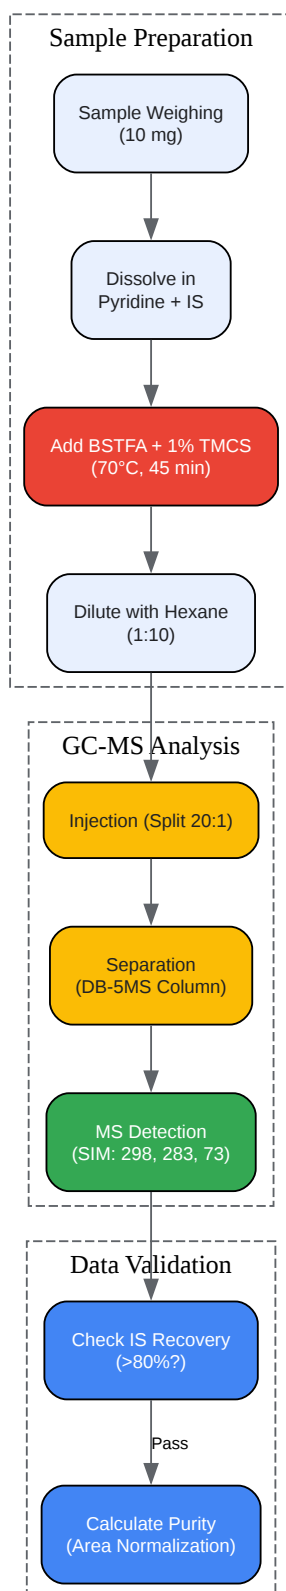 Sample Preparation
Sample Weighing
(10 mg)
Dissolve in
Pyridine + IS
Add BSTFA + 1% TMCS
(70°C, 45 min)
Dilute with Hexane
(1:10)
GC-MS Analysis
Injection (Split 20:1)
Separation
(DB-5MS Column)
MS Detection
(SIM: 298, 283, 73)
Data Validation
Check IS Recovery
(>80%?)
Pass
Calculate Purity
(Area Normalization)